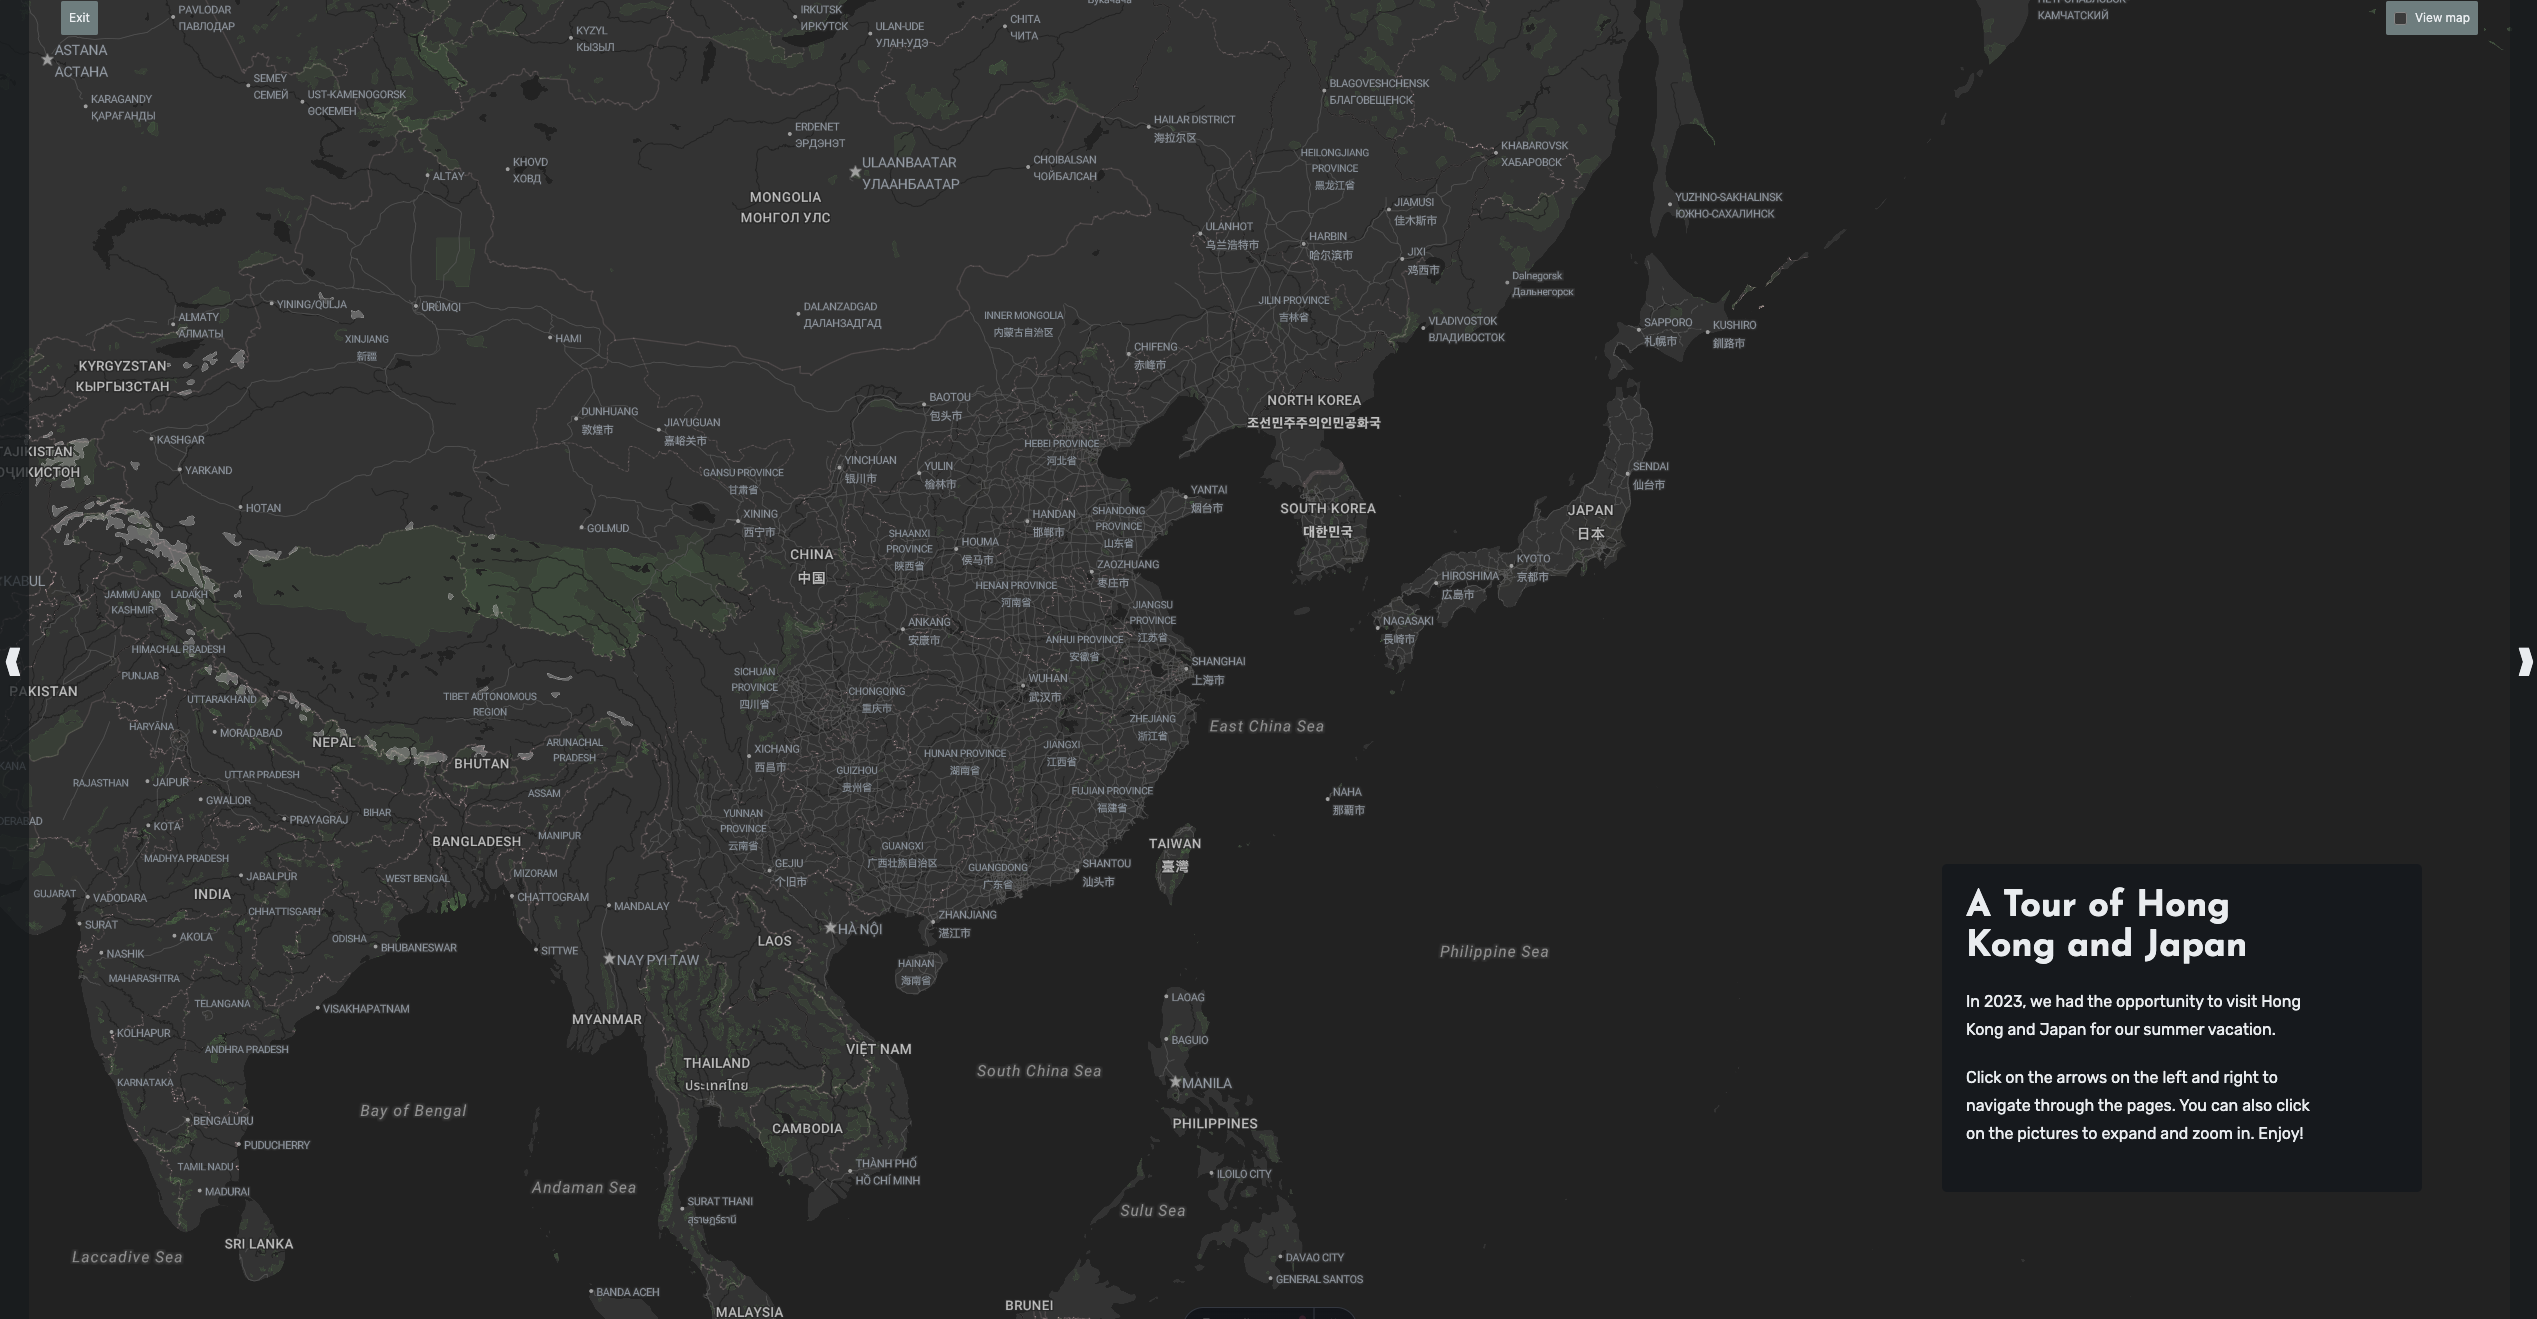 Exit
View map
PAVLODAR
ПАВЛОДАР
ASTANA
АСТАНА
SEMEY
СЕМЕЙ
KARAGANDY
ҚАРАҒАНДЫ
UST-KAMENOGORSK
ӨСКЕМЕН
KYZYL
КЫЗЫЛ
IRKUTSK
ИРКУТСК
ULAN-UDE
УЛАН-УДЭ
CHITA
ЧИТА
КАМЧАТСКИЙ
BLAGOVESHCHENSK
БЛАГОВЕЩЕНСК
ERDENET
ЭРДЭНЭТ
HAILAR DISTRICT
海拉尔区
KHOVD
ХОВД
ALTAY
ULAANBAATAR
УЛААНБААТАР
CHOIBALSAN
ЧОЙБАЛСАН
HEILONGJIANG
PROVINCE
黑龙江省
KHABAROVSK
ХАБАРОВСК
MONGOLIA
МОНГОЛ УЛС
JIAMUSI
佳木斯市
YUZHNO-SAKHALINSK
ЮЖНО-САХАЛИНСК
ULANHOT
乌兰浩特市
HARBIN
哈尔滨市
JIXI
鸡西市
Dalnegorsk
Дальнегорск
YINING/QULJA
ÜRÜMQI
ALMATY
АЛМАТЫ
XINJIANG
新疆
HAMI
DALANZADGAD
ДАЛАНЗАДГАД
INNER MONGOLIA
内蒙古自治区
JILIN PROVINCE
吉林省
VLADIVOSTOK
ВЛАДИВОСТОК
SAPPORO
札幌市
KUSHIRO
釧路市
CHIFENG
赤峰市
KYRGYZSTAN
КЫРГЫЗСТАН
BAOTOU
包头市
NORTH KOREA
조선민주주의인민공화국
DUNHUANG
敦煌市
JIAYUGUAN
嘉峪关市
KASHGAR
HEBEI PROVINCE
河北省
TAJIKISTAN
ОҶИКИСТОН
YARKAND
GANSU PROVINCE
甘肃省
YINCHUAN
银川市
YULIN
榆林市
SENDAI
仙台市
YANTAI
烟台市
HOTAN
GOLMUD
XINING
西宁市
HANDAN
邯郸市
SHANDONG
PROVINCE
山东省
SOUTH KOREA
대한민국
JAPAN
日本
SHAANXI
PROVINCE
陕西省
HOUMA
侯马市
CHINA
中国
ZAOZHUANG
枣庄市
KYOTO
京都市
HIROSHIMA
広島市
KABUL
JAMMU AND
KASHMIR
LADAKH
HENAN PROVINCE
河南省
JIANGSU
PROVINCE
江苏省
ANKANG
安康市
NAGASAKI
長崎市
ANHUI PROVINCE
安徽省
HIMACHAL PRADESH
PUNJAB
SHANGHAI
上海市
PAKISTAN
UTTARAKHAND
TIBET AUTONOMOUS
REGION
SICHUAN
PROVINCE
四川省
CHONGQING
重庆市
WUHAN
武汉市
HARYANA
MORADABAD
NEPAL
ARUNACHAL
PRADESH
ZHEJIANG
浙江省
East China Sea
BHUTAN
XICHANG
西昌市
HUNAN PROVINCE
湖南省
JIANGXI
江西省
RAJASTHAN
JAIPUR
UTTAR PRADESH
GUIZHOU
贵州省
GWALIOR
ASSAM
FUJIAN PROVINCE
福建省
NAHA
那覇市
DERABAD
KOTA
PRAYAGRAJ
BIHAR
YUNNAN
PROVINCE
云南省
BANGLADESH
MANIPUR
TAIWAN
臺灣
MADHYA PRADESH
GUANGXI
广西壮族自治区
GUANGDONG
广东省
SHANTOU
汕头市
GEJIU
个旧市
JABALPUR
WEST BENGAL
MIZORAM
GUJARAT
VADODARA
INDIA
CHATTOGRAM
MANDALAY
CHHATTISGARH
SURAT
AKOLA
ODISHA
BHUBANESWAR
ZHANJIANG
湛江市
HÀ NỘI
LAOS
NASHIK
SITTWE
NAY PYI TAW
HAINAN
海南省
Philippine Sea
MAHARASHTRA
TELANGANA
VISAKHAPATNAM
LAOAG
MYANMAR
KOLHAPUR
ANDHRA PRADESH
BAGUIO
VIỆT NAM
THAILAND
ประเทศไทย
South China Sea
MANILA
KARNATAKA
Bay of Bengal
BENGALURU
CAMBODIA
PHILIPPINES
PUDUCHERRY
TAMIL NADU
THÀNH PHỐ
HỒ CHÍ MINH
ILOILO CITY
MADURAI
Andaman Sea
SURAT THANI
สุราษฎร์ธานี
Sulu Sea
SRI LANKA
Laccadive Sea
DAVAO CITY
GENERAL SANTOS
BANDA ACEH
MALAYSIA
BRUNEI
A Tour of Hong
Kong and Japan
In 2023, we had the opportunity to visit Hong
Kong and Japan for our summer vacation.
Click on the arrows on the left and right to
navigate through the pages. You can also click
on the pictures to expand and zoom in. Enjoy!